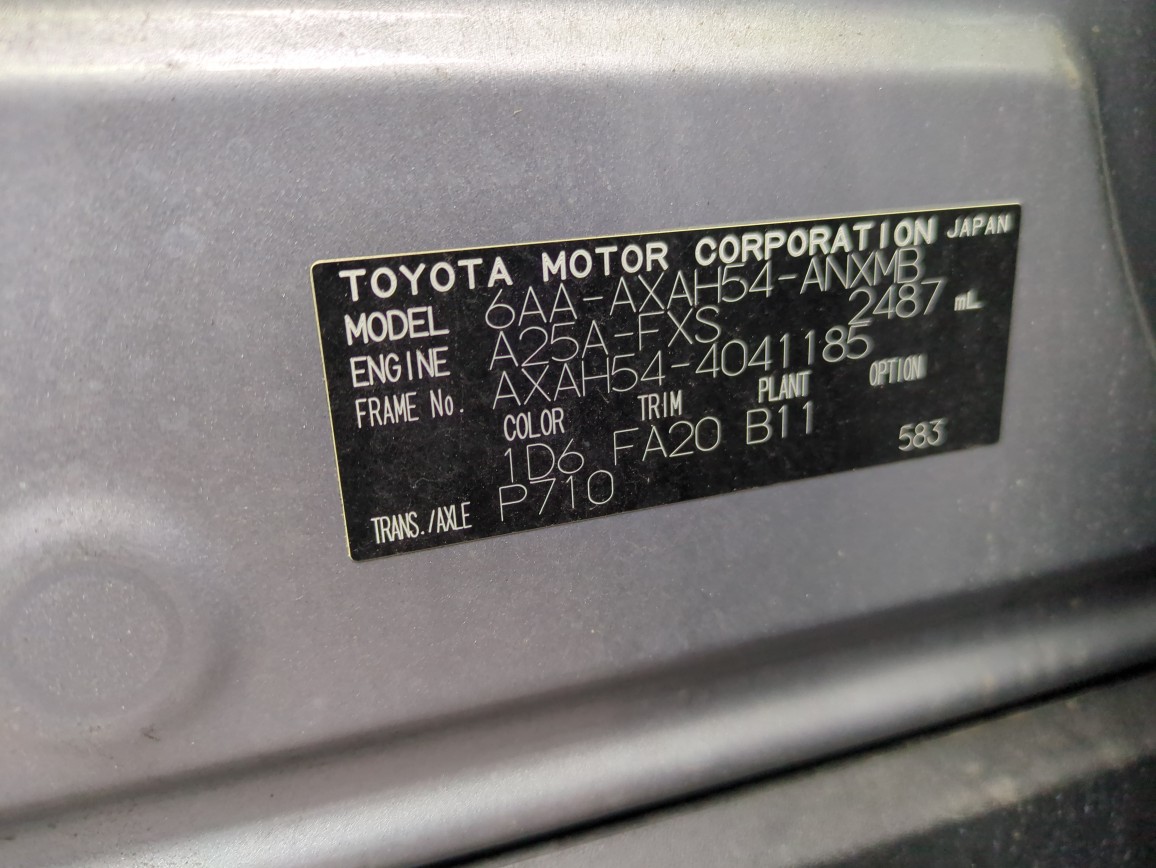 TOYOTA MOTOR CORPORATION JAPAN
MODEL 6AA-AXAH54-ANXMB
ENGINE A25A-FXS 2487 mL
FRAME No. AXAH54-4041185
COLOR TRIM PLANT OPTION
1D6 FA20 B11 583
TRANS./AXLE P710